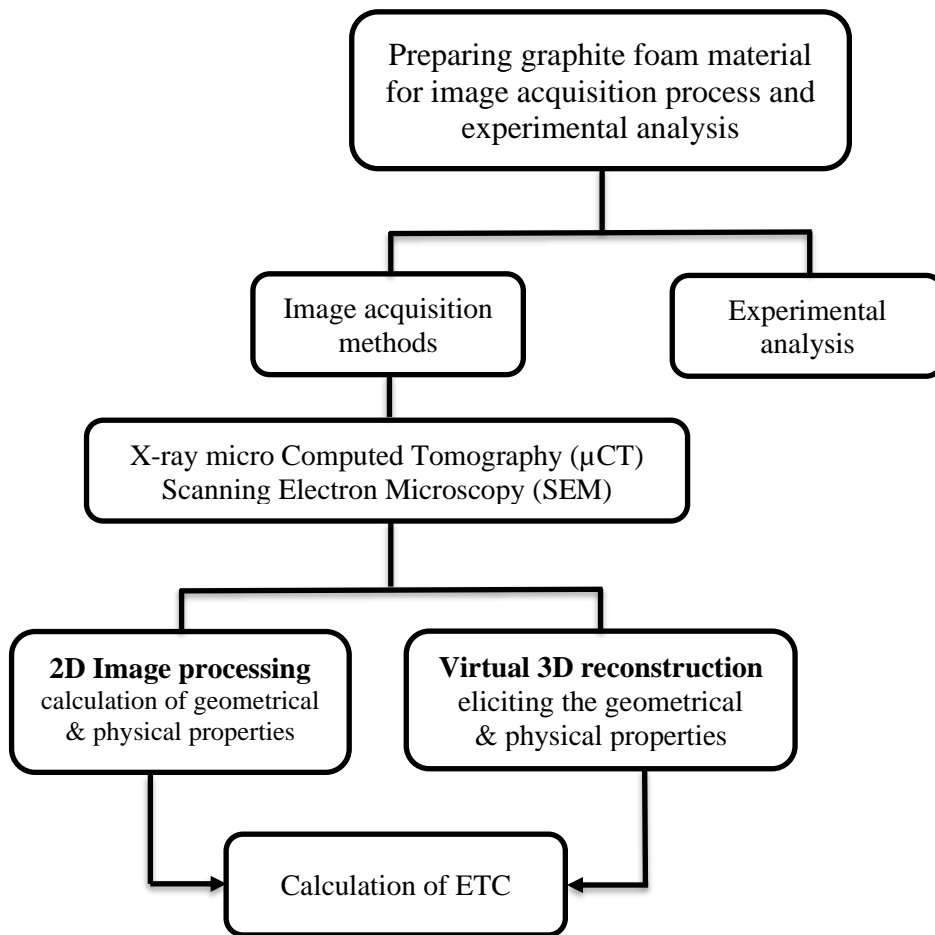 Preparing graphite foam material
for image acquisition process and
experimental analysis
Image acquisition
methods
Experimental
analysis
X-ray micro Computed Tomography (µCT)
Scanning Electron Microscopy (SEM)
2D Image processing
calculation of geometrical
& physical properties
Virtual 3D reconstruction
eliciting the geometrical
& physical properties
Calculation of ETC